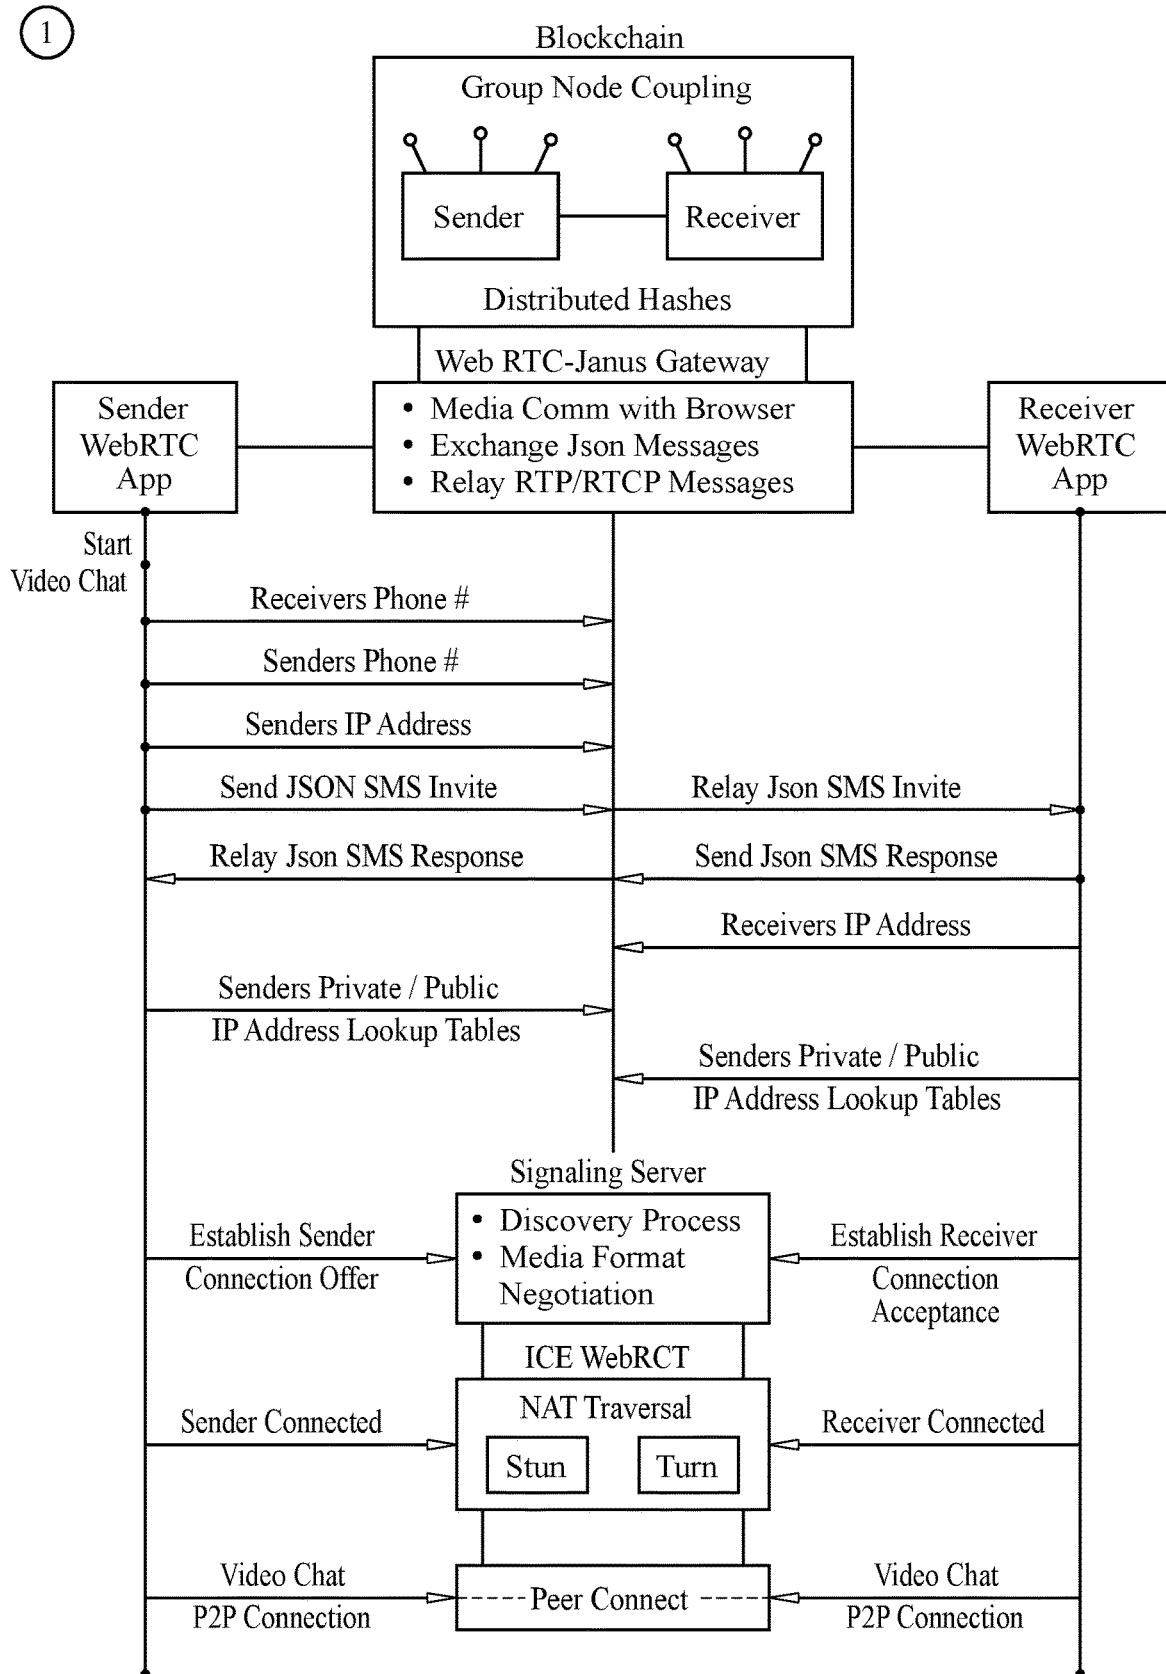 1
Blockchain
Group Node Coupling
Sender
Receiver
Distributed Hashes
Web RTC-Janus Gateway
Sender
WebRTC
App
• Media Comm with Browser
• Exchange Json Messages
• Relay RTP/RTCP Messages
Receiver
WebRTC
App
Start
Video Chat
Receivers Phone #
Senders Phone #
Senders IP Address
Send JSON SMS Invite
Relay Json SMS Invite
Relay Json SMS Response
Send Json SMS Response
Receivers IP Address
Senders Private / Public
IP Address Lookup Tables
Senders Private / Public
IP Address Lookup Tables
Signaling Server
• Discovery Process
• Media Format
Negotiation
Establish Sender
Connection Offer
Establish Receiver
Connection
Acceptance
ICE WebRCT
NAT Traversal
Stun
Turn
Sender Connected
Receiver Connected
Video Chat
P2P Connection
Peer Connect
Video Chat
P2P Connection